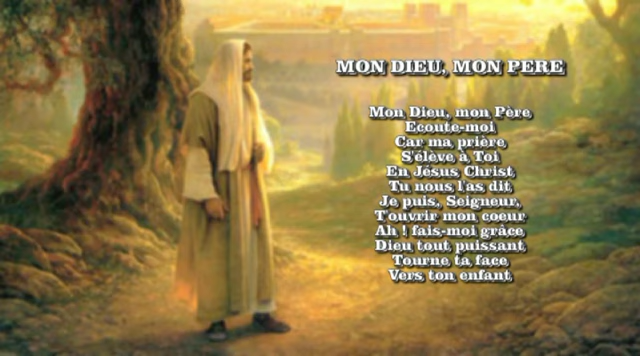 MON DIEU, MON PERE
Mon Dieu, mon Père
Ecoute-moi
Car ma prière
S'élève à Toi
En Jésus Christ
Tu nous l'as dit
Je puis, Seigneur,
T'ouvrir mon coeur
Ah ! fais-moi grâce
Dieu tout puissant
Tourne ta face
Vers ton enfant